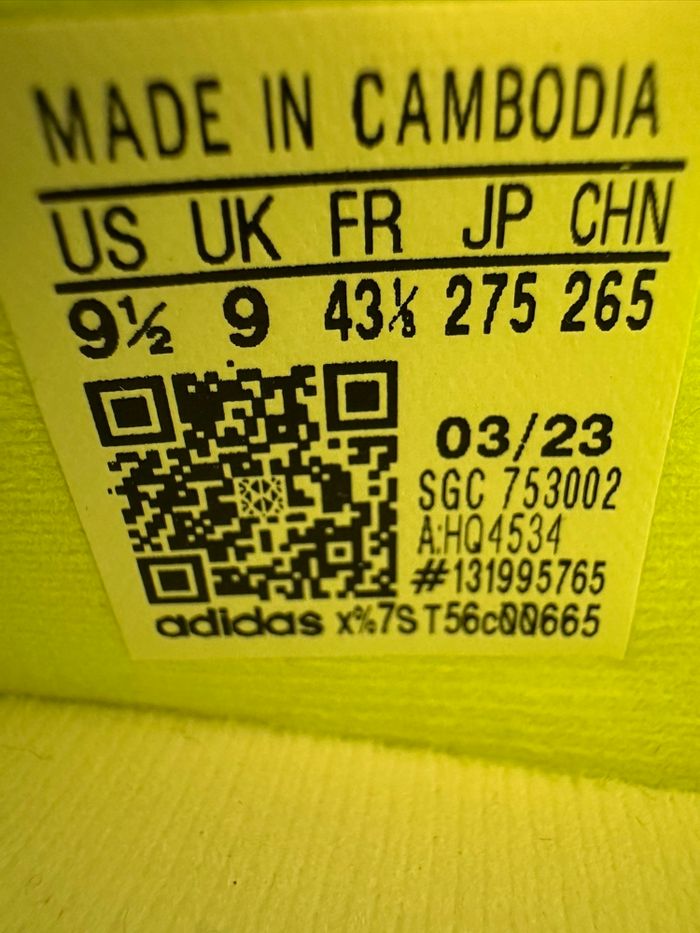 MADE IN CAMBODIA
US UK FR JP CHN
9½ 9 43⅓ 275 265
03/23
SGC 753002
A:HQ4534
#131995765
adidas x%7ST56c00665